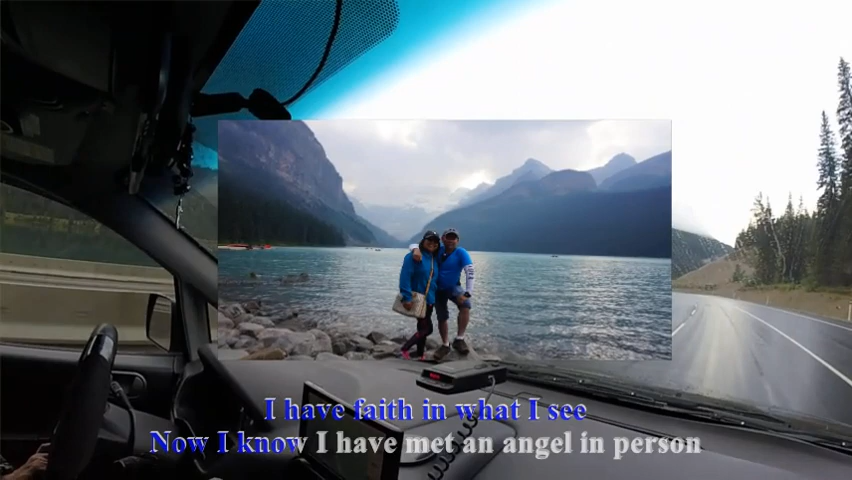 I have faith in what I see
Now I know I have met an angel in person